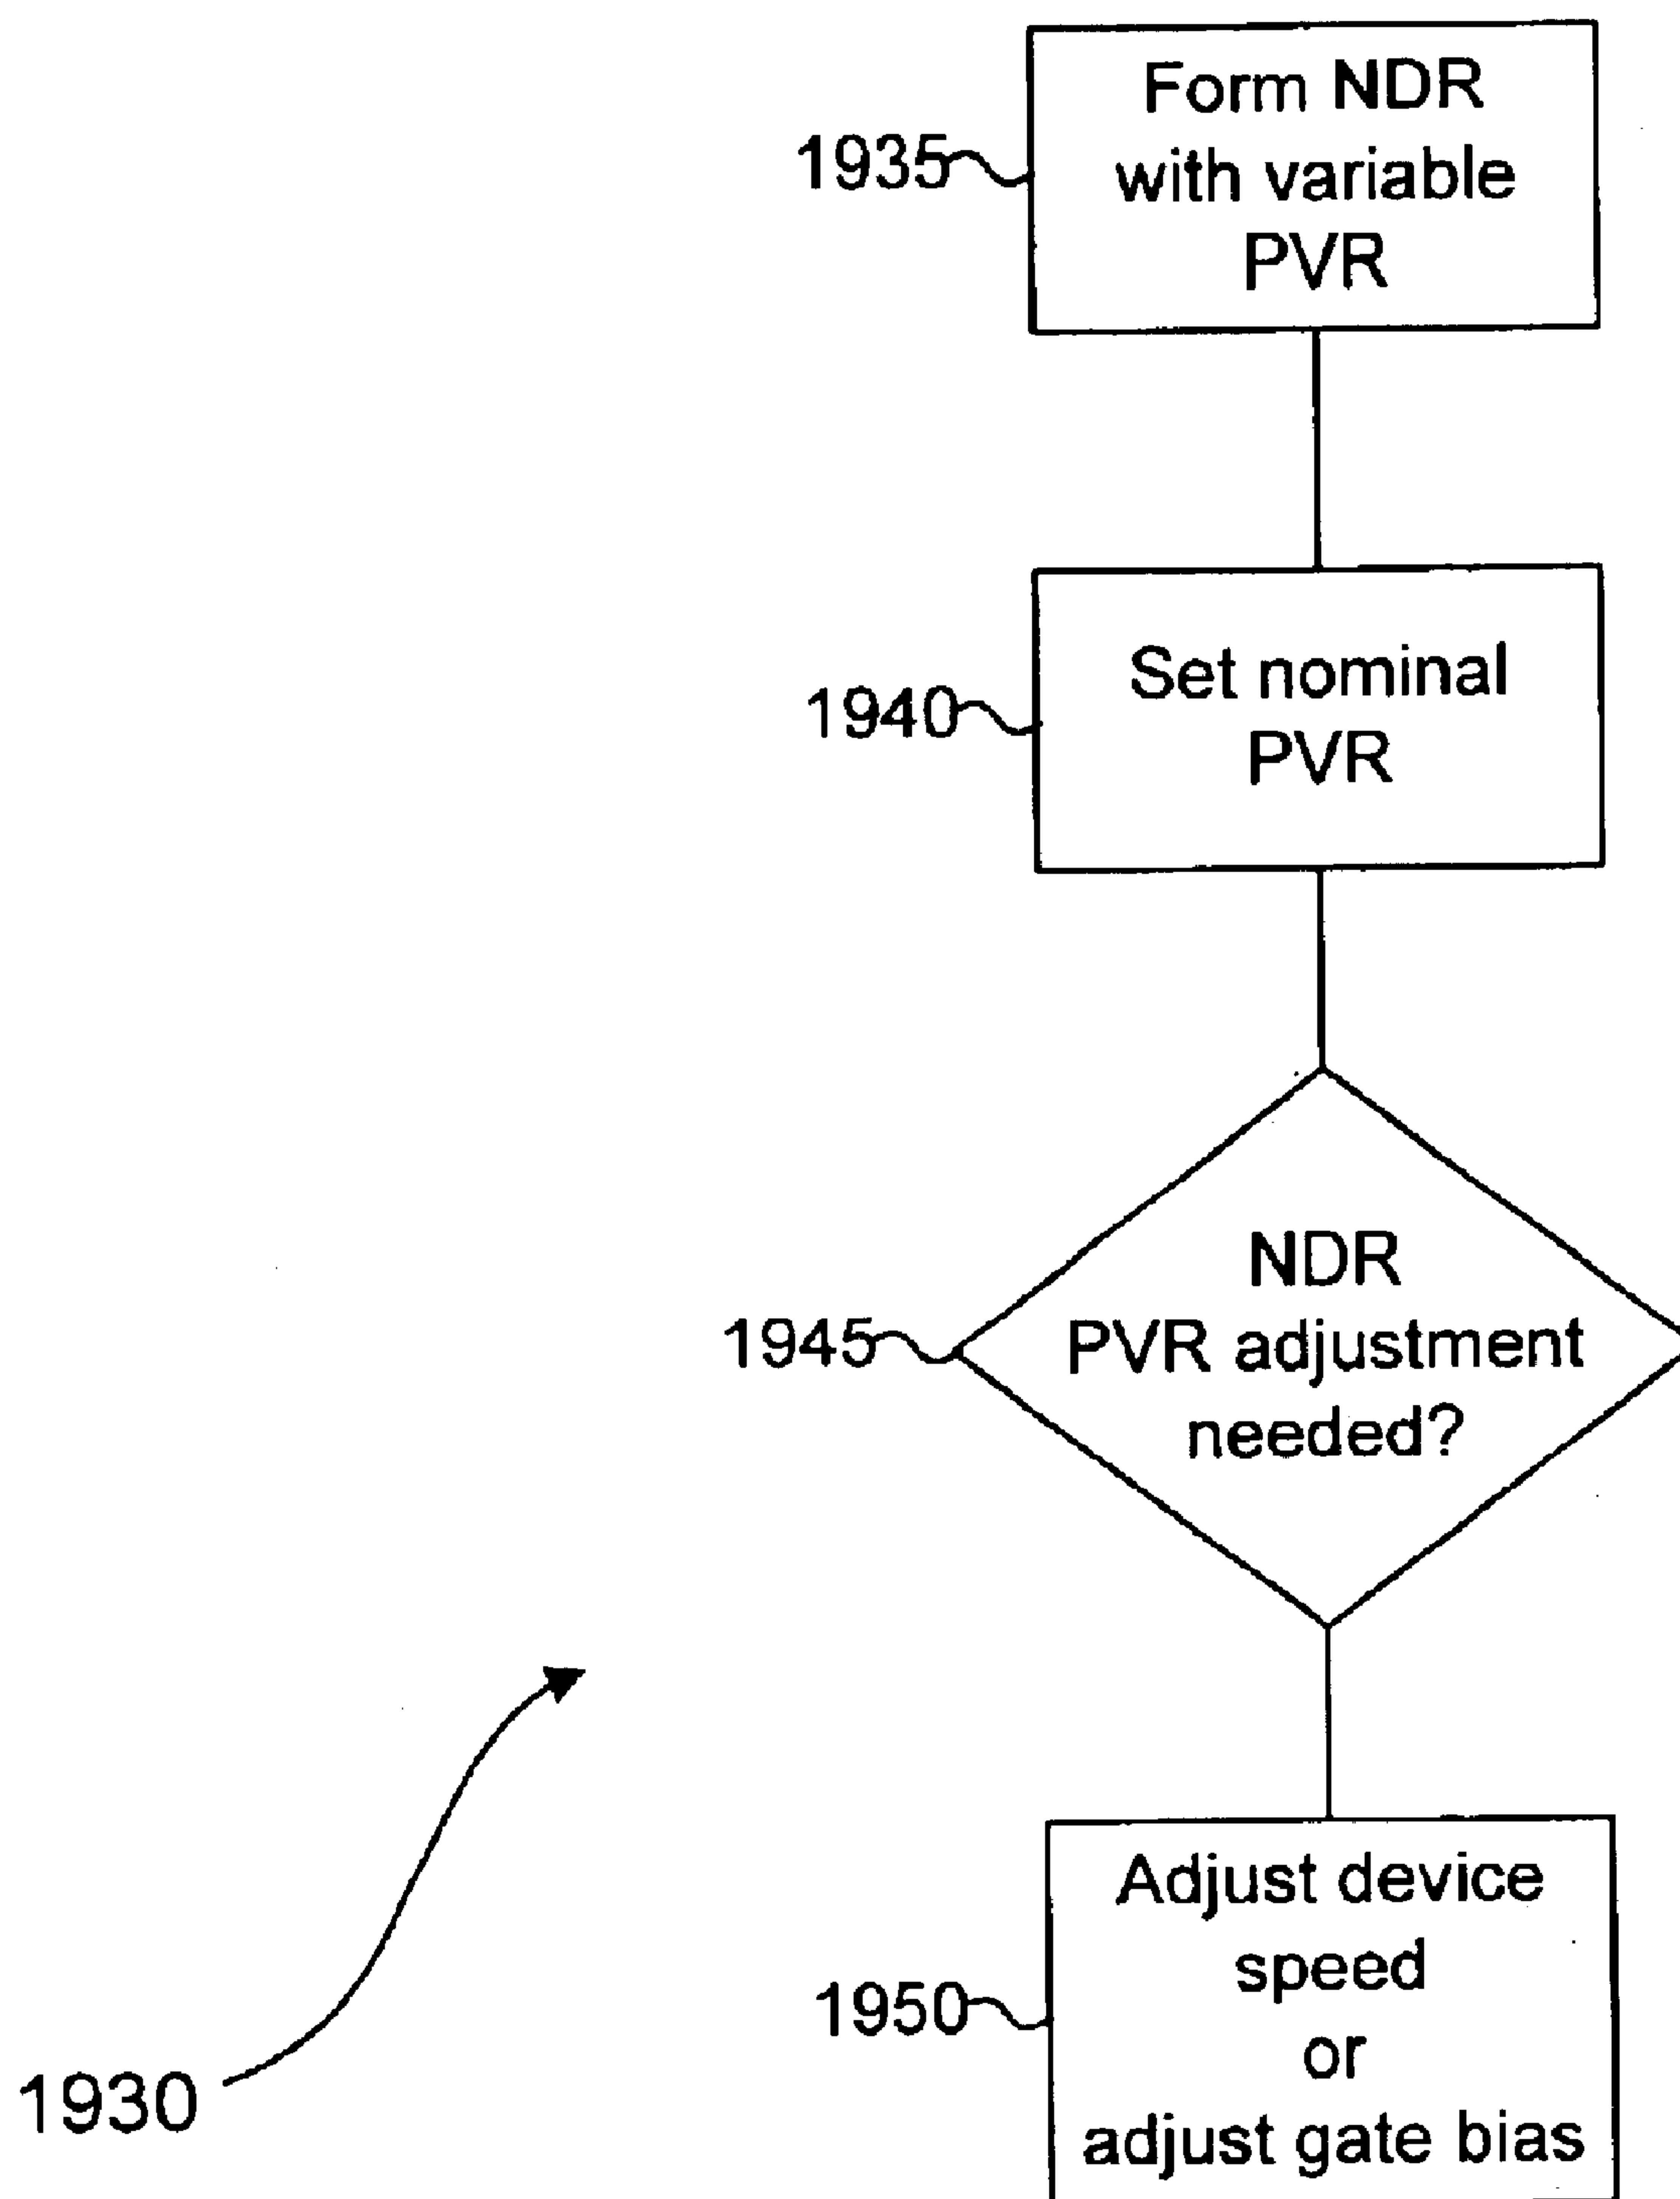 Form NDR
with variable
PVR
1935
Set nominal
PVR
1940
NDR
PVR adjustment
needed?
1945
Adjust device
speed
or
adjust gate bias
1950
1930